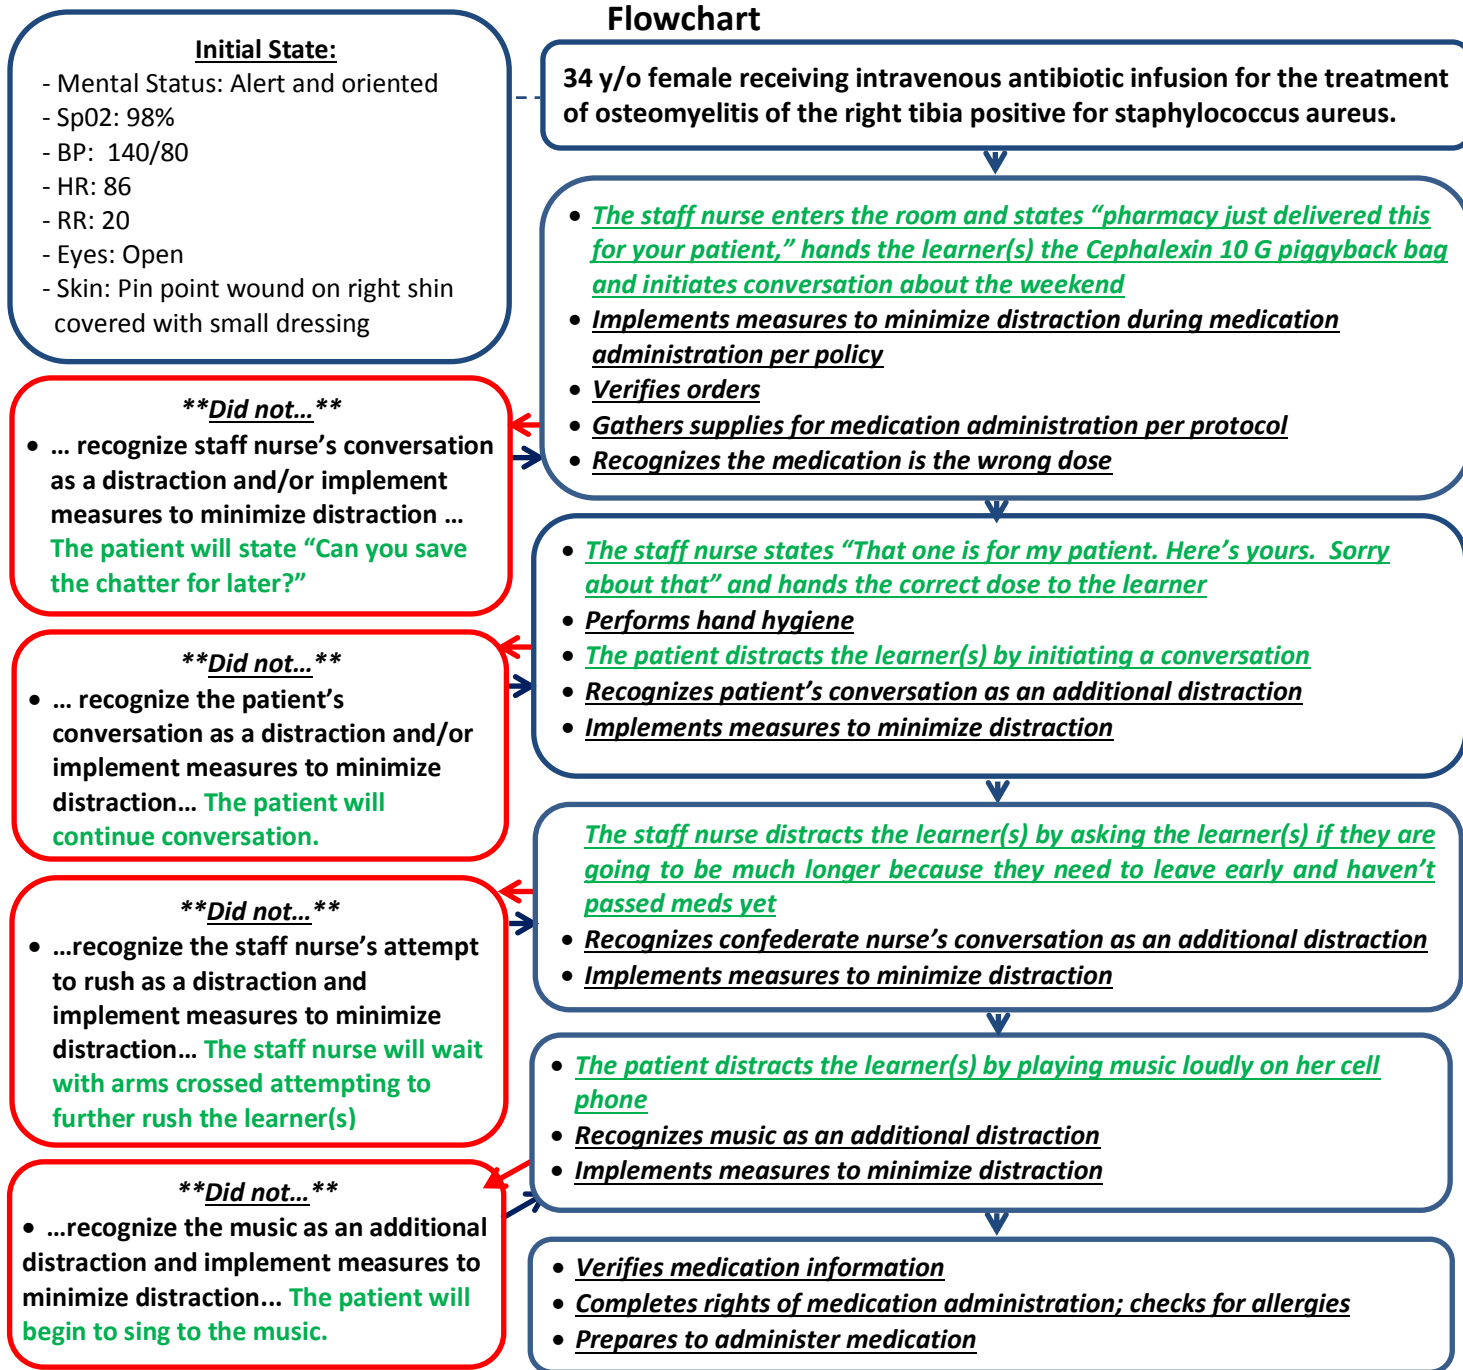 Flowchart
Initial State:
- Mental Status: Alert and oriented
- Sp02: 98%
- BP:  140/80
- HR: 86
- RR: 20
- Eyes: Open
- Skin: Pin point wound on right shin
covered with small dressing
34 y/o female receiving intravenous antibiotic infusion for the treatment
of osteomyelitis of the right tibia positive for staphylococcus aureus.
• The staff nurse enters the room and states “pharmacy just delivered this
for your patient,” hands the learner(s) the Cephalexin 10 G piggyback bag
and initiates conversation about the weekend
• Implements measures to minimize distraction during medication
administration per policy
• Verifies orders
• Gathers supplies for medication administration per protocol
• Recognizes the medication is the wrong dose
**Did not…**
• … recognize staff nurse’s conversation
as a distraction and/or implement
measures to minimize distraction …
The patient will state “Can you save
the chatter for later?”
• The staff nurse states “That one is for my patient. Here’s yours.  Sorry
about that” and hands the correct dose to the learner
• Performs hand hygiene
• The patient distracts the learner(s) by initiating a conversation
• Recognizes patient’s conversation as an additional distraction
• Implements measures to minimize distraction
**Did not…**
• … recognize the patient’s
conversation as a distraction and/or
implement measures to minimize
distraction… The patient will
continue conversation.
The staff nurse distracts the learner(s) by asking the learner(s) if they are
going to be much longer because they need to leave early and haven’t
passed meds yet
• Recognizes confederate nurse’s conversation as an additional distraction
• Implements measures to minimize distraction
**Did not…**
• …recognize the staff nurse’s attempt
to rush as a distraction and
implement measures to minimize
distraction… The staff nurse will wait
with arms crossed attempting to
further rush the learner(s)
• The patient distracts the learner(s) by playing music loudly on her cell
phone
• Recognizes music as an additional distraction
• Implements measures to minimize distraction
**Did not…**
• …recognize the music as an additional
distraction and implement measures to
minimize distraction... The patient will
begin to sing to the music.
• Verifies medication information
• Completes rights of medication administration; checks for allergies
• Prepares to administer medication